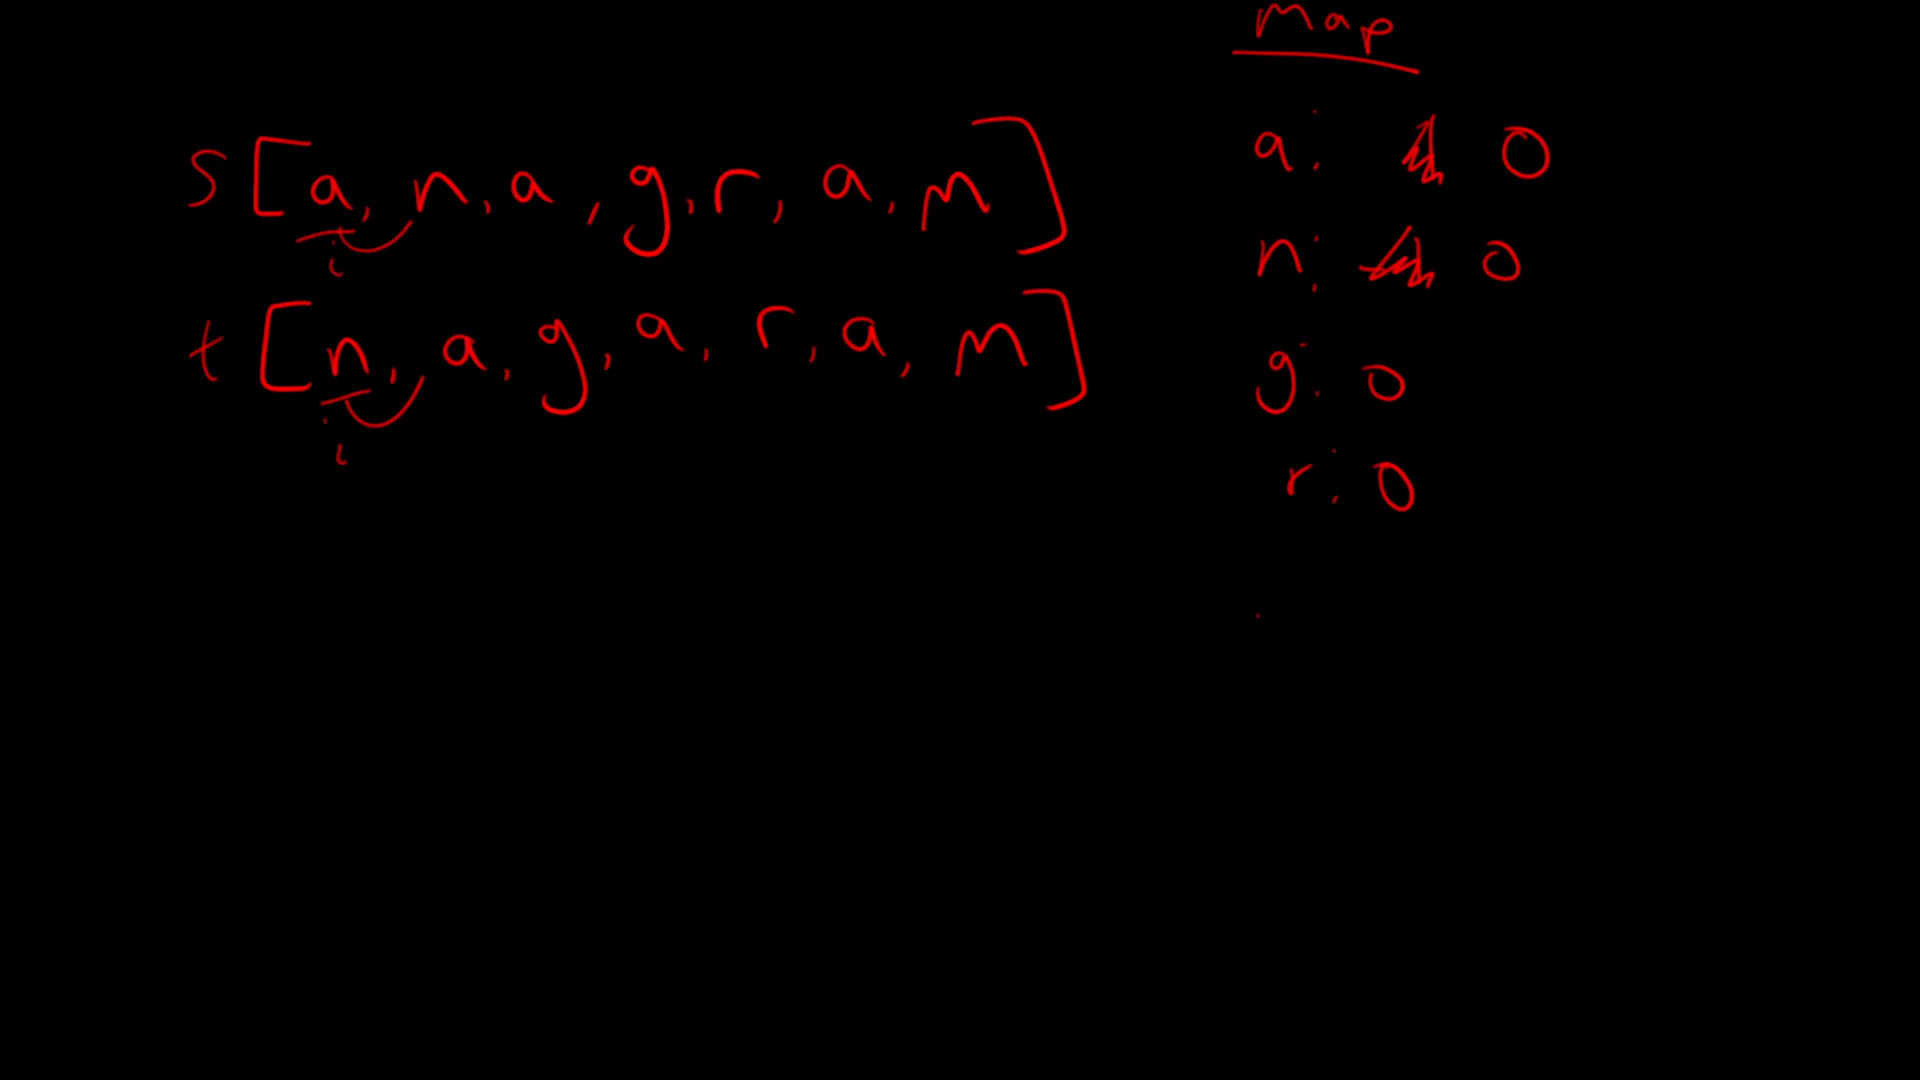 map
s[a, n, a, g, r, a, m]
i
t[n, a, g, a, r, a, m]
i
a: 0
n: 0
g: 0
r: 0